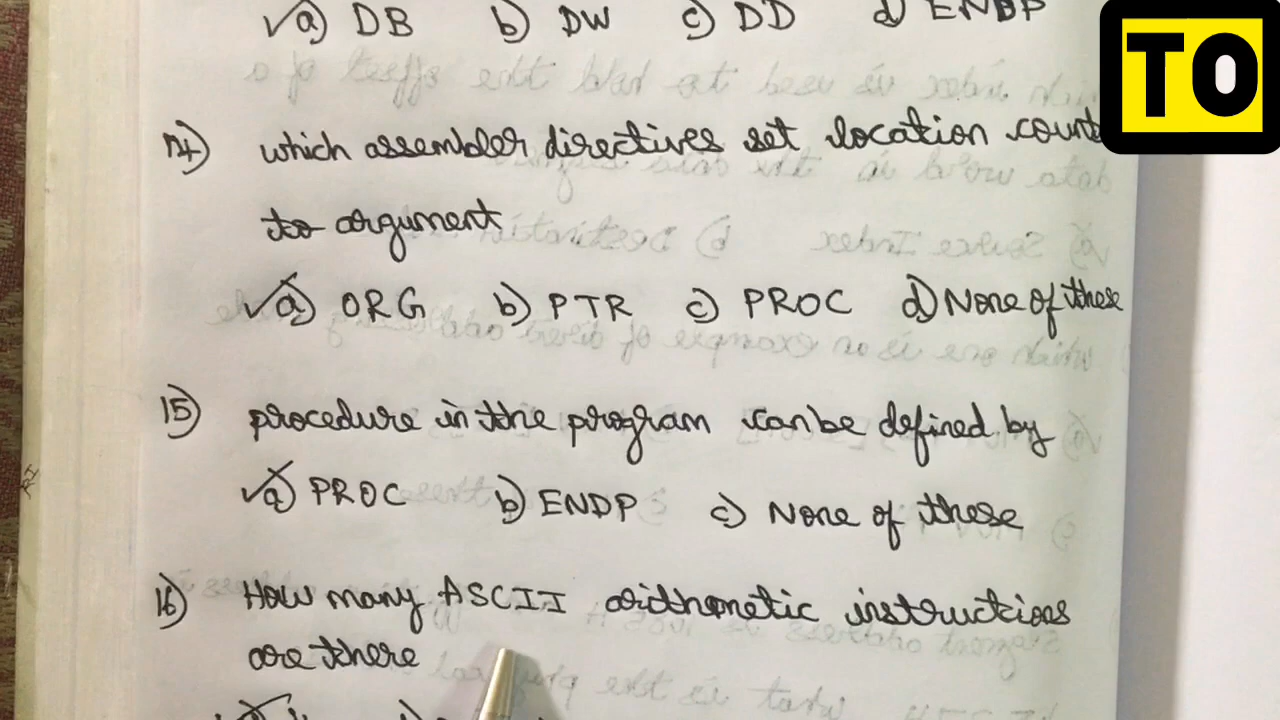 a) DB b) DW c) DD d) ENDP
TO
14) which assembler directives set location count
to argument
a) ORG b) PTR c) PROC d) None of these
15) procedure in the program can be defined by
a) PROC b) ENDP c) None of these
16) How many ASCII arithmetic instructions
are there